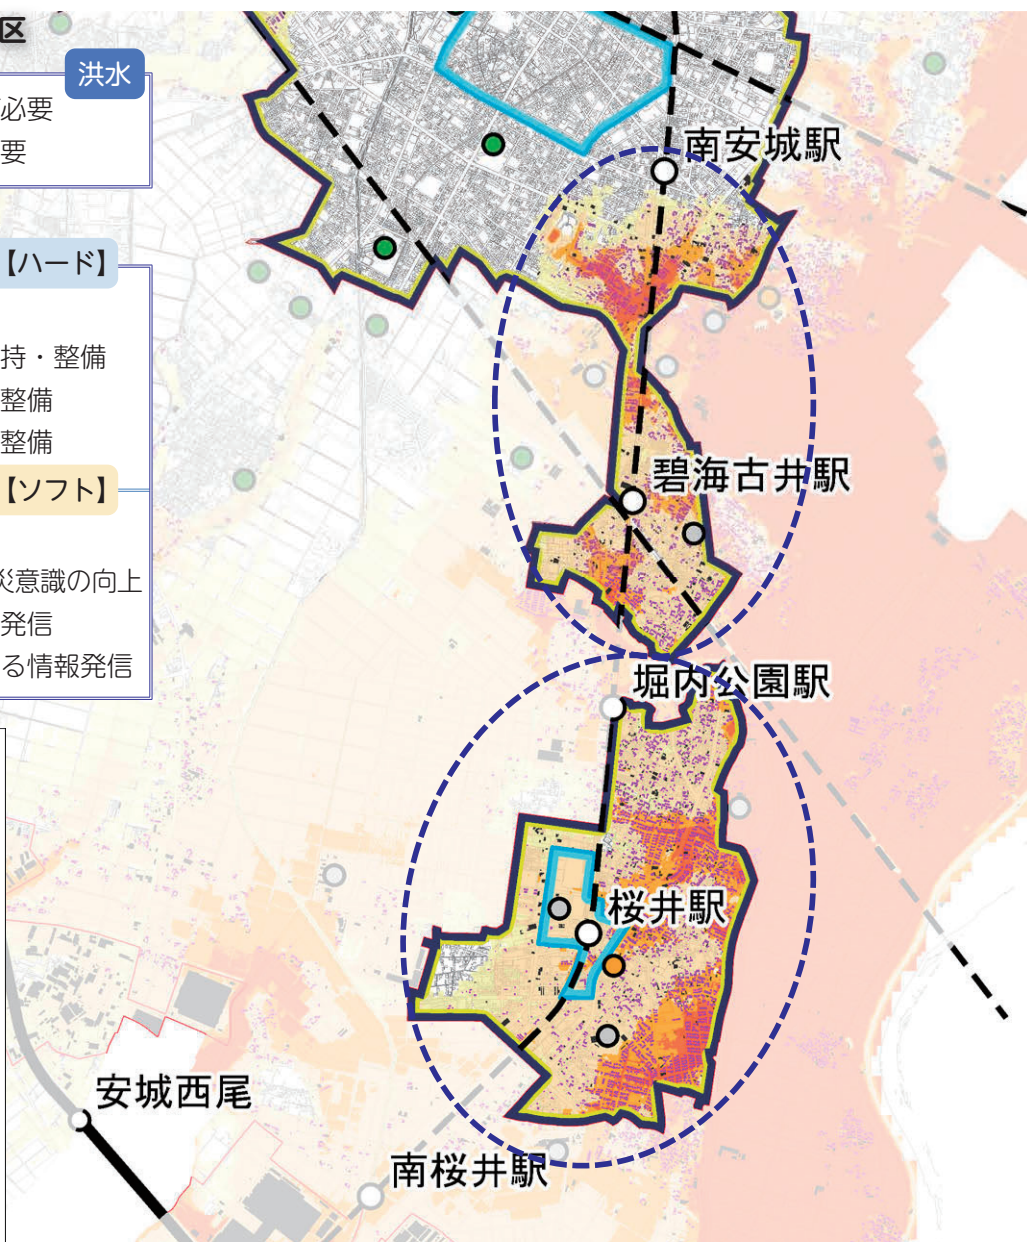 区
洪水
必要
要
【ハード】
持・整備
整備
整備
【ソフト】
災意識の向上
発信
る情報発信
南安城駅
碧海古井駅
堀内公園駅
桜井駅
安城西尾
南桜井駅